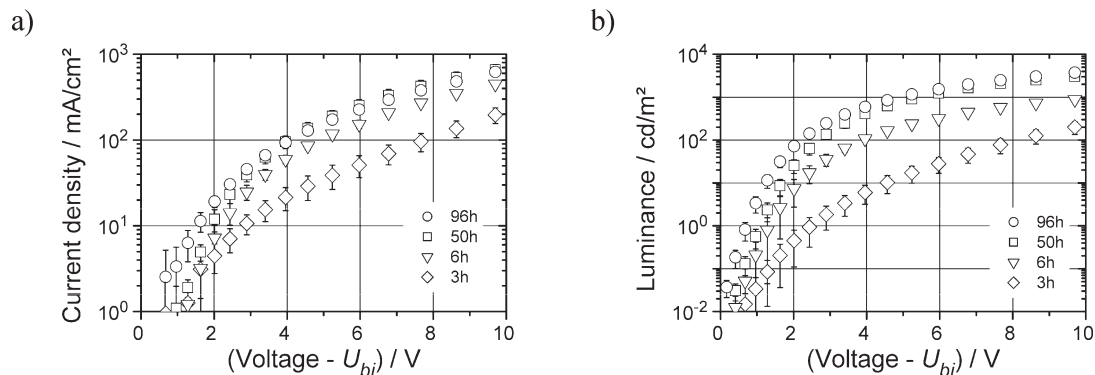 a)
Current density / mA/cm²
10³
10²
10¹
10⁰
96h
50h
6h
3h
0 2 4 6 8 10
(Voltage - U_bi) / V
b)
Luminance / cd/m²
10⁴
10²
10⁰
10⁻²
96h
50h
6h
3h
0 2 4 6 8 10
(Voltage - U_bi) / V